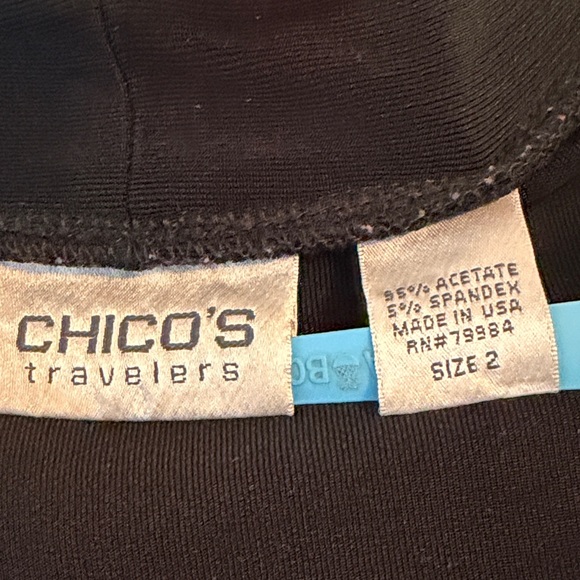 CHICO'S
travelers
95% ACETATE
5% SPANDEX
MADE IN USA
RN#79984
SIZE 2